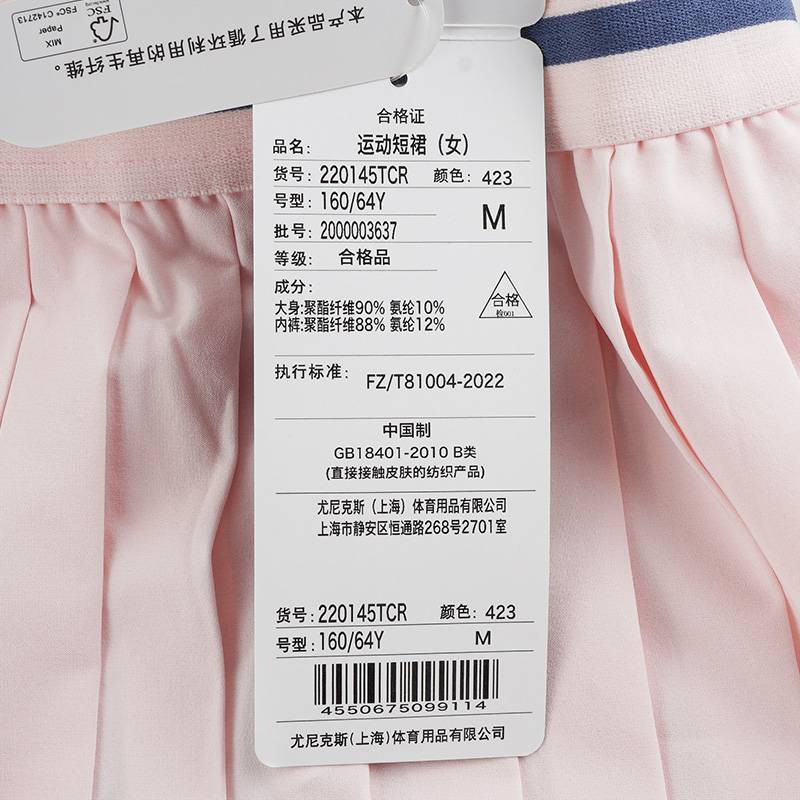 本产品采用了循环利用的再生纤维。
FSC
MIX
Paper
FSC® C142713
合格证
品名: 运动短裙（女）
货号: 220145TCR 颜色: 423
号型: 160/64Y M
批号: 2000003637
等级: 合格品
成分:
大身:聚酯纤维90% 氨纶10%
内裤:聚酯纤维88% 氨纶12%
合格
检001
执行标准: FZ/T81004-2022
中国制
GB18401-2010 B类
(直接接触皮肤的纺织产品)
尤尼克斯（上海）体育用品有限公司
上海市静安区恒通路268号2701室
货号: 220145TCR 颜色: 423
号型: 160/64Y M
4550675099114
尤尼克斯(上海)体育用品有限公司